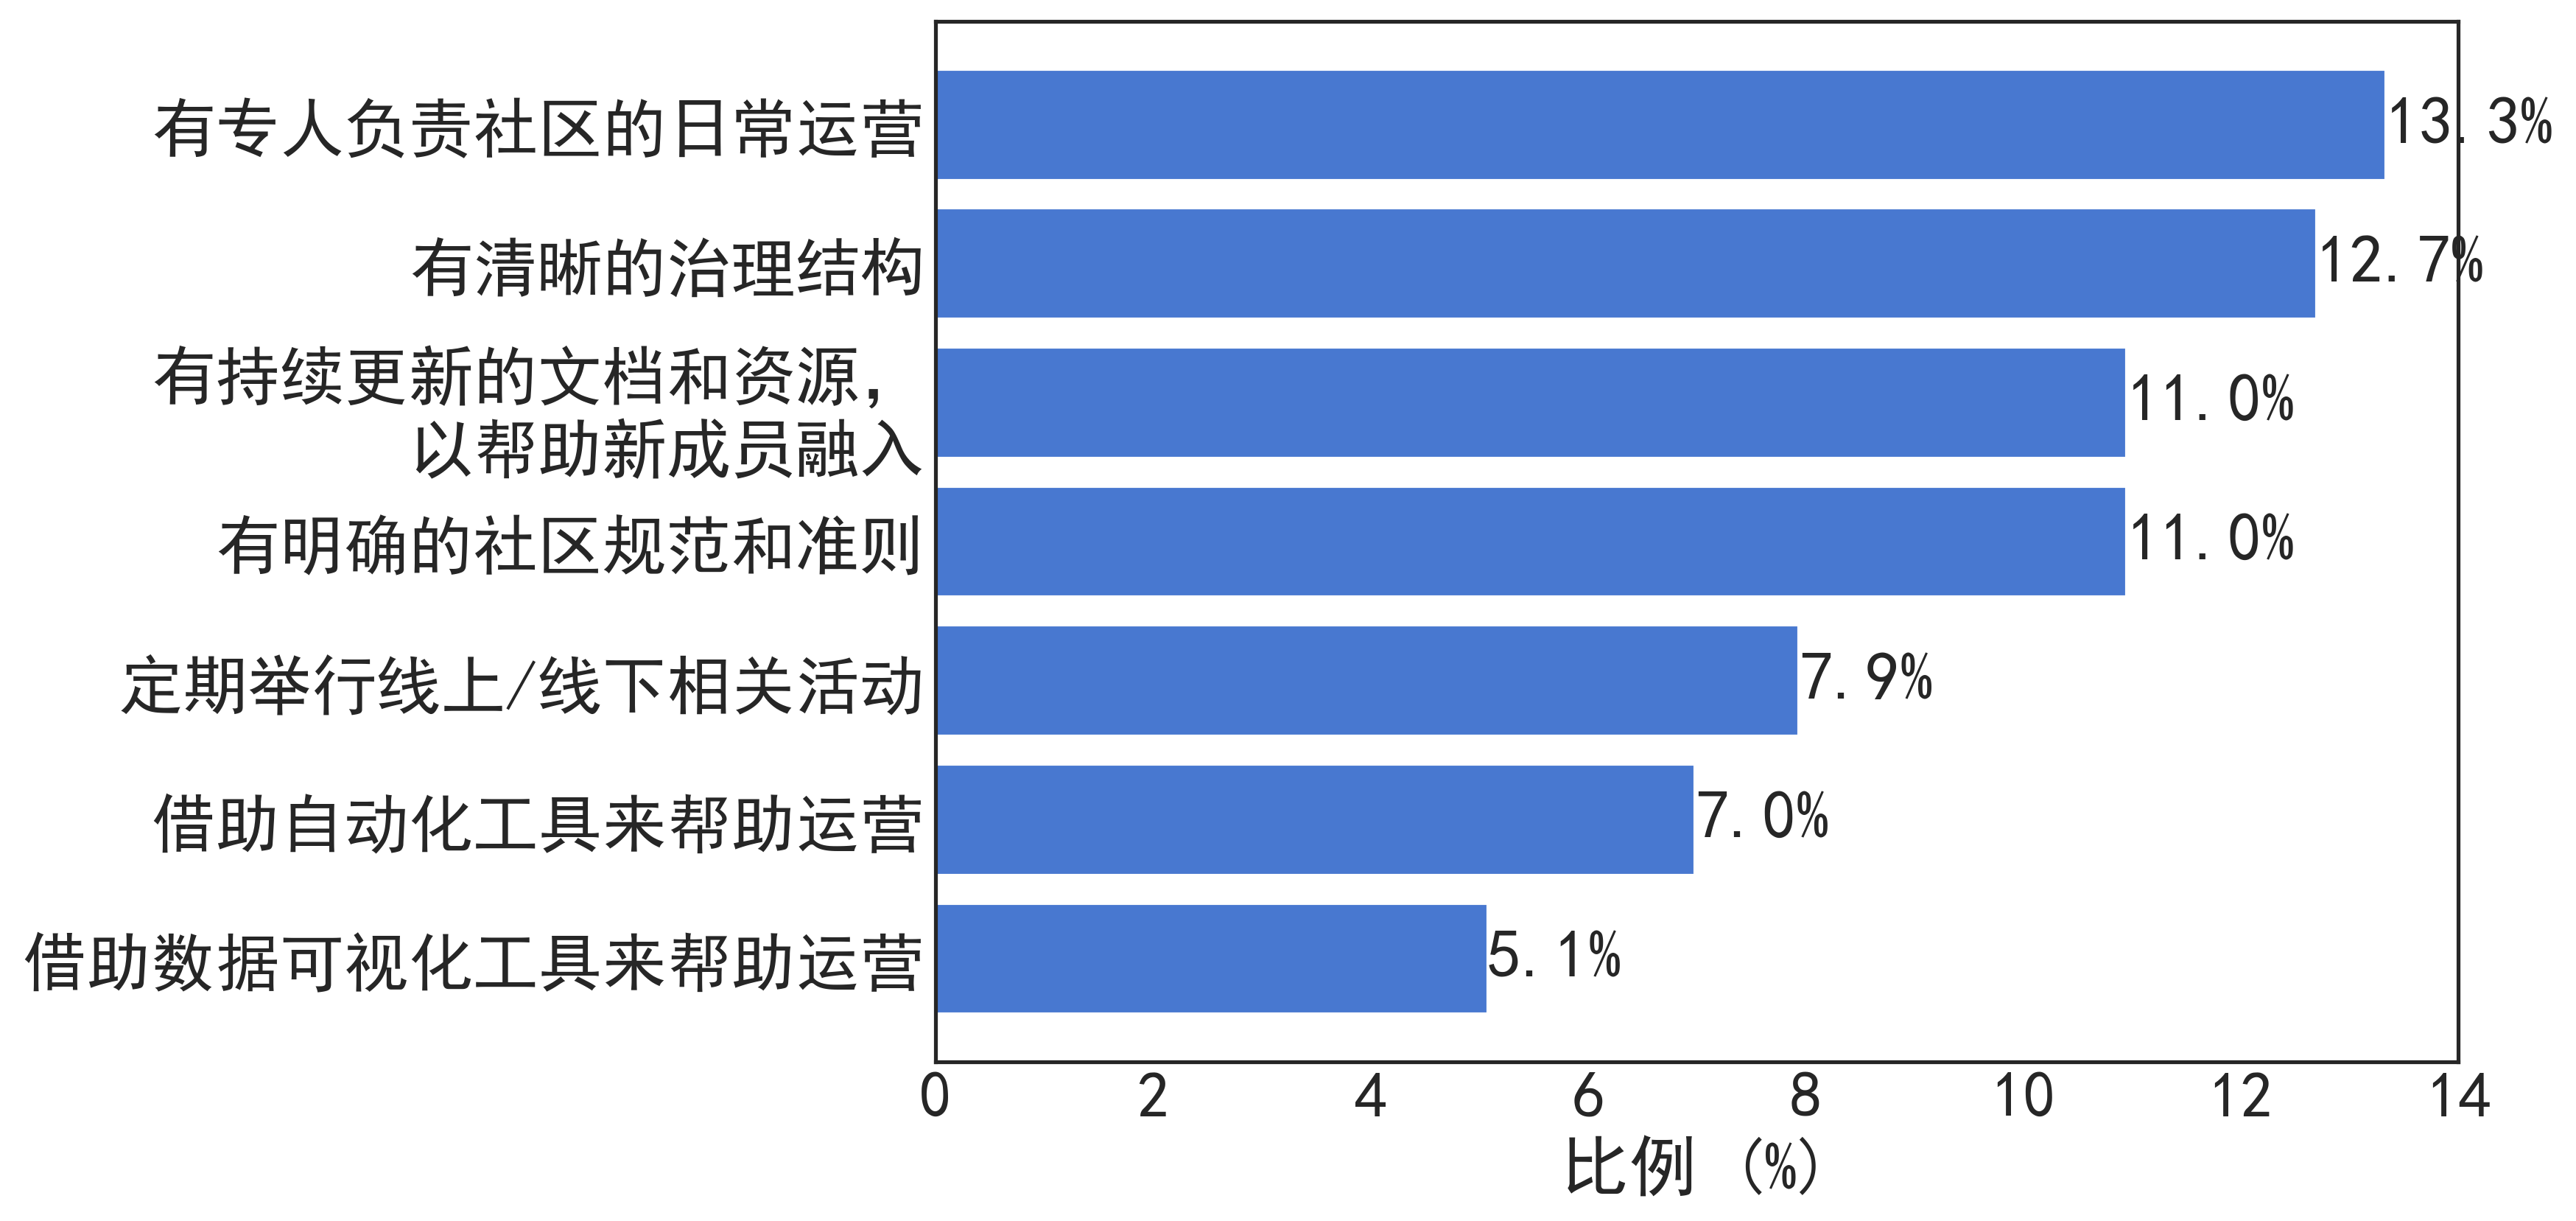 有专人负责社区的日常运营
13.3%
有清晰的治理结构
12.7%
有持续更新的文档和资源，
以帮助新成员融入
11.0%
有明确的社区规范和准则
11.0%
定期举行线上/线下相关活动
7.9%
借助自动化工具来帮助运营
7.0%
借助数据可视化工具来帮助运营
5.1%
0 2 4 6 8 10 12 14
比例 (%)